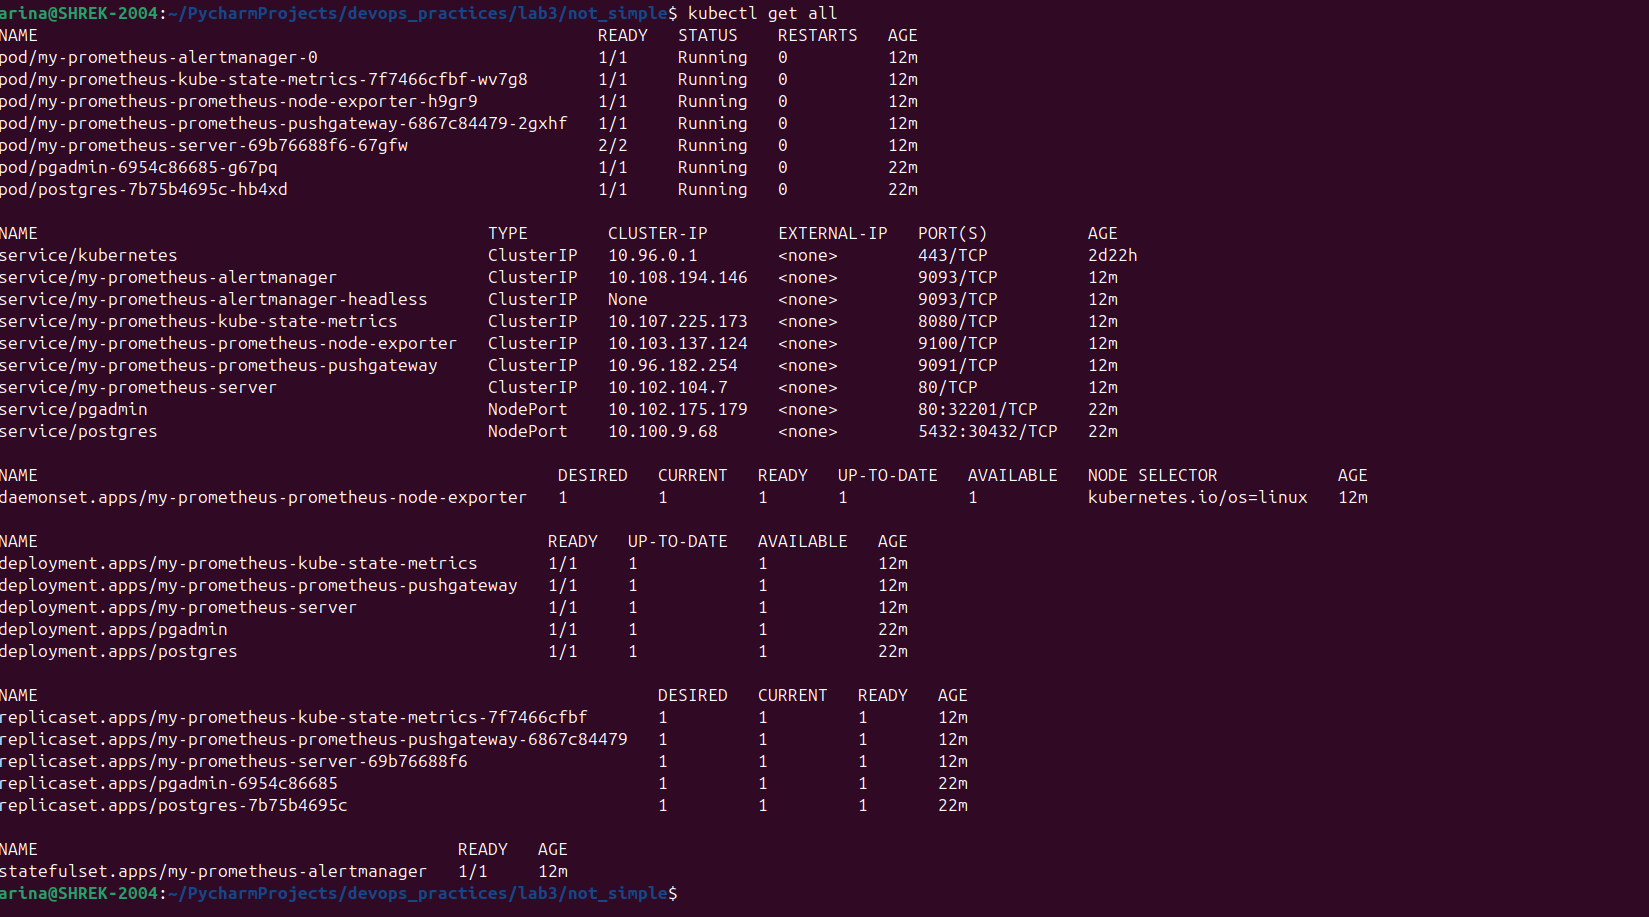 arina@SHREK-2004:~/PycharmProjects/devops_practices/lab3/not_simple$ kubectl get all
NAME READY STATUS RESTARTS AGE
pod/my-prometheus-alertmanager-0 1/1 Running 0 12m
pod/my-prometheus-kube-state-metrics-7f7466cfbf-wv7g8 1/1 Running 0 12m
pod/my-prometheus-prometheus-node-exporter-h9gr9 1/1 Running 0 12m
pod/my-prometheus-prometheus-pushgateway-6867c84479-2gxhf 1/1 Running 0 12m
pod/my-prometheus-server-69b76688f6-67gfw 2/2 Running 0 12m
pod/pgadmin-6954c86685-g67pq 1/1 Running 0 22m
pod/postgres-7b75b4695c-hb4xd 1/1 Running 0 22m
NAME TYPE CLUSTER-IP EXTERNAL-IP PORT(S) AGE
service/kubernetes ClusterIP 10.96.0.1 <none> 443/TCP 2d22h
service/my-prometheus-alertmanager ClusterIP 10.108.194.146 <none> 9093/TCP 12m
service/my-prometheus-alertmanager-headless ClusterIP None <none> 9093/TCP 12m
service/my-prometheus-kube-state-metrics ClusterIP 10.107.225.173 <none> 8080/TCP 12m
service/my-prometheus-prometheus-node-exporter ClusterIP 10.103.137.124 <none> 9100/TCP 12m
service/my-prometheus-prometheus-pushgateway ClusterIP 10.96.182.254 <none> 9091/TCP 12m
service/my-prometheus-server ClusterIP 10.102.104.7 <none> 80/TCP 12m
service/pgadmin NodePort 10.102.175.179 <none> 80:32201/TCP 22m
service/postgres NodePort 10.100.9.68 <none> 5432:30432/TCP 22m
NAME DESIRED CURRENT READY UP-TO-DATE AVAILABLE NODE SELECTOR AGE
daemonset.apps/my-prometheus-prometheus-node-exporter 1 1 1 1 1 kubernetes.io/os=linux 12m
NAME READY UP-TO-DATE AVAILABLE AGE
deployment.apps/my-prometheus-kube-state-metrics 1/1 1 1 12m
deployment.apps/my-prometheus-prometheus-pushgateway 1/1 1 1 12m
deployment.apps/my-prometheus-server 1/1 1 1 12m
deployment.apps/pgadmin 1/1 1 1 22m
deployment.apps/postgres 1/1 1 1 22m
NAME DESIRED CURRENT READY AGE
replicaset.apps/my-prometheus-kube-state-metrics-7f7466cfbf 1 1 1 12m
replicaset.apps/my-prometheus-prometheus-pushgateway-6867c84479 1 1 1 12m
replicaset.apps/my-prometheus-server-69b76688f6 1 1 1 12m
replicaset.apps/pgadmin-6954c86685 1 1 1 22m
replicaset.apps/postgres-7b75b4695c 1 1 1 22m
NAME READY AGE
statefulset.apps/my-prometheus-alertmanager 1/1 12m
arina@SHREK-2004:~/PycharmProjects/devops_practices/lab3/not_simple$